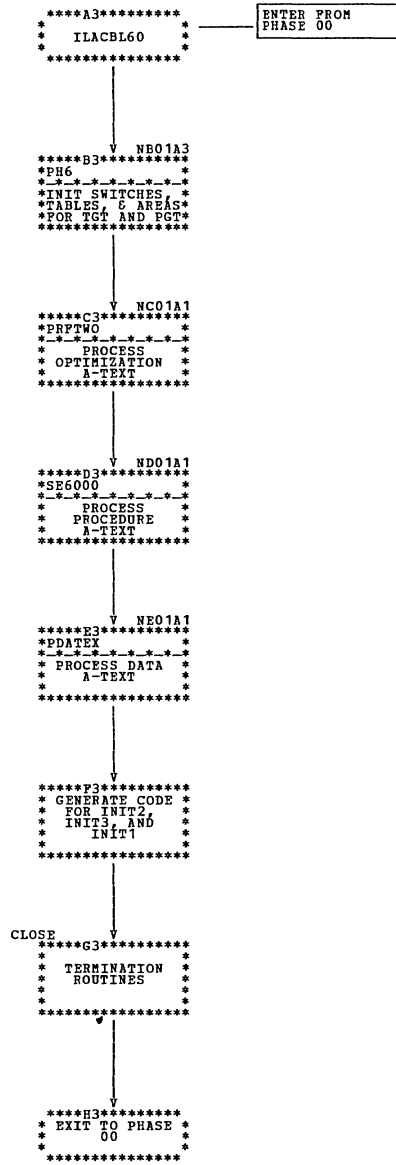 A3
ILACBL60
ENTER FROM
PHASE 00
NB01A3
B3
PH6
INIT SWITCHES,
TABLES, & AREAS
FOR TGT AND PGT
NC01A1
C3
PRFTWO
PROCESS
OPTIMIZATION
A-TEXT
ND01A1
D3
SE6000
PROCESS
PROCEDURE
A-TEXT
NE01A1
E3
PDATEX
PROCESS DATA
A-TEXT
F3
GENERATE CODE
FOR INIT2,
INIT3, AND
INIT1
CLOSE
G3
TERMINATION
ROUTINES
H3
EXIT TO PHASE
00